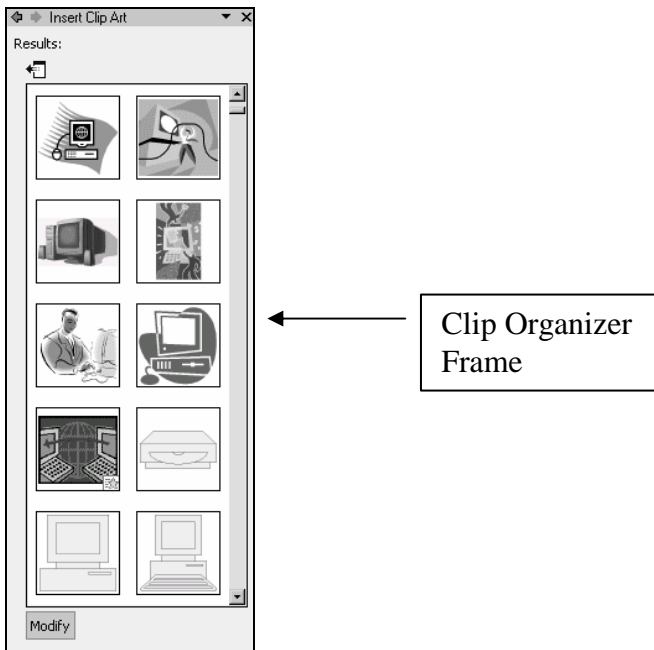 Insert Clip Art
Results:
Clip Organizer
Frame
Modify